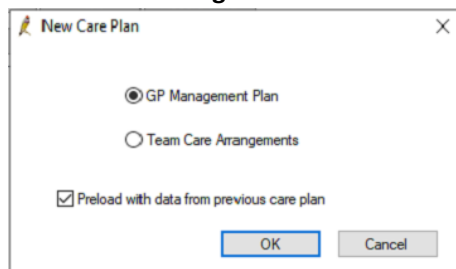 New Care Plan
GP Management Plan
Team Care Arrangements
Preload with data from previous care plan
OK Cancel